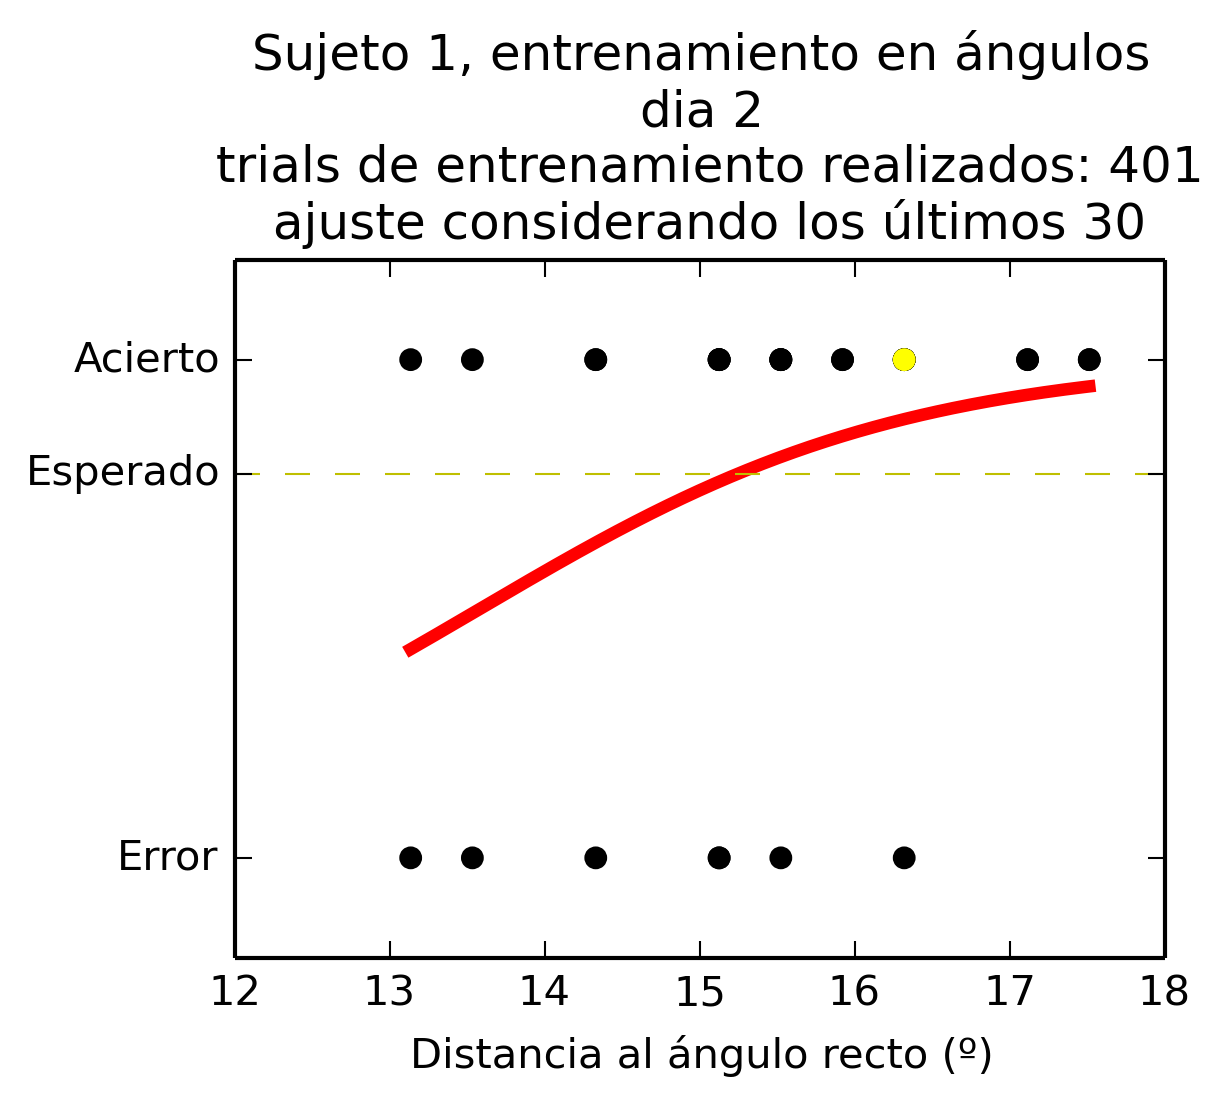 Sujeto 1, entrenamiento en ángulos
dia 2
trials de entrenamiento realizados: 401
ajuste considerando los últimos 30
Acierto
Esperado
Error
12 13 14 15 16 17 18
Distancia al ángulo recto (º)